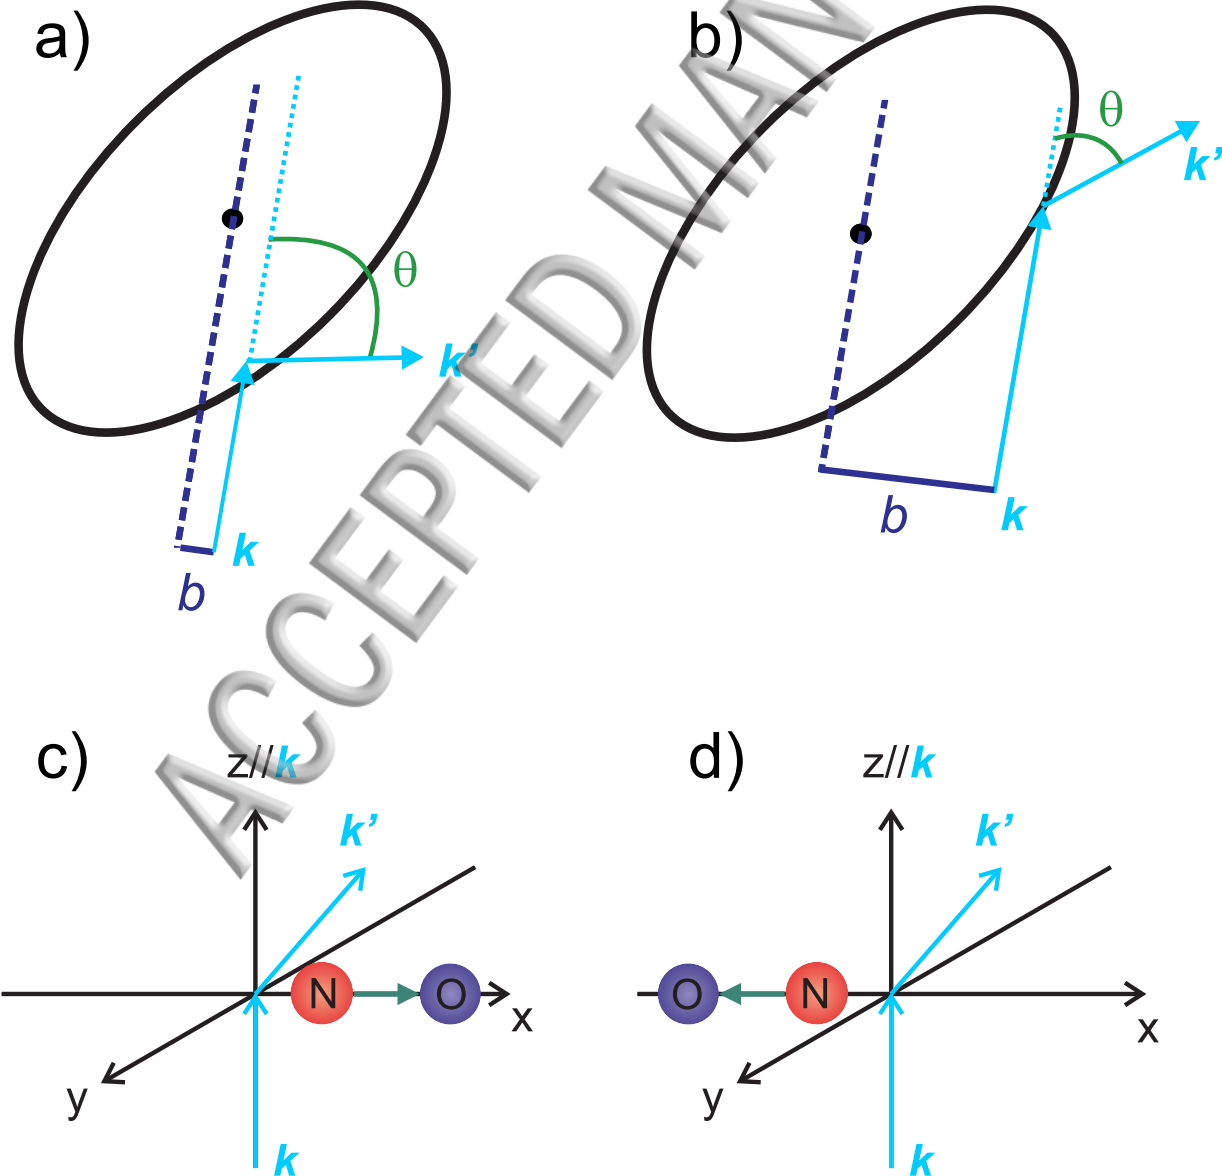 a)
b)
θ
θ
k’
k’
b
k
b
k
ACCEPTED MAN
c)
d)
z//k
z//k
k’
k’
N
O
O
N
x
x
y
y
k
k